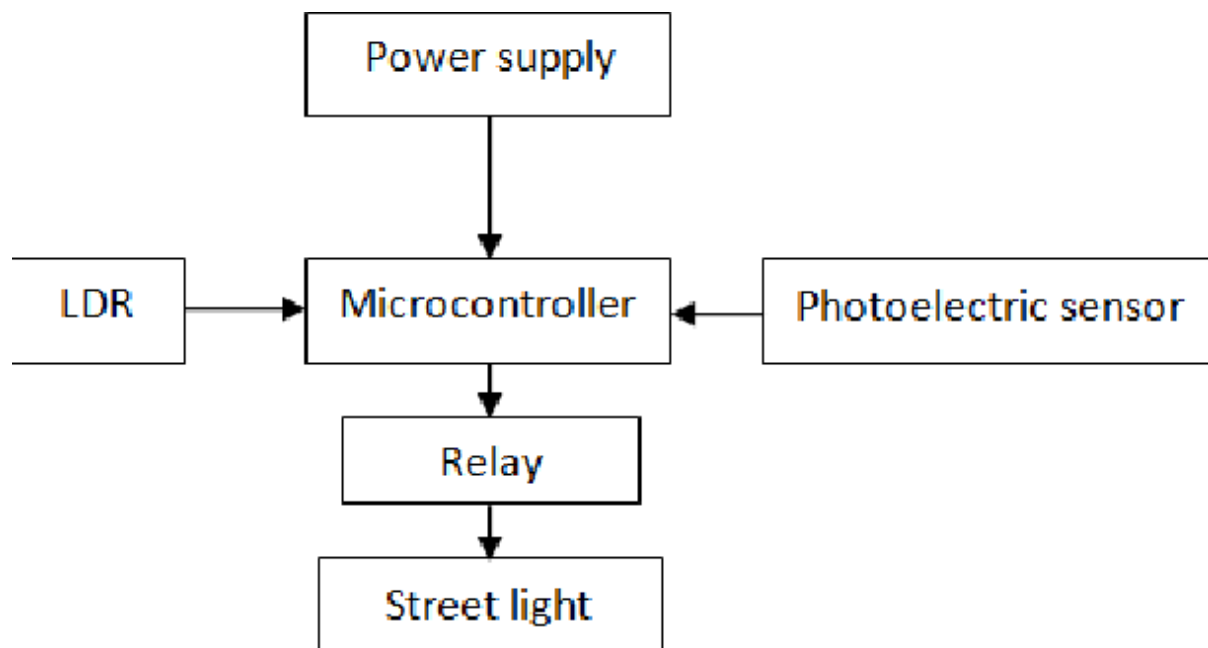 Power supply
LDR
Microcontroller
Photoelectric sensor
Relay
Street light